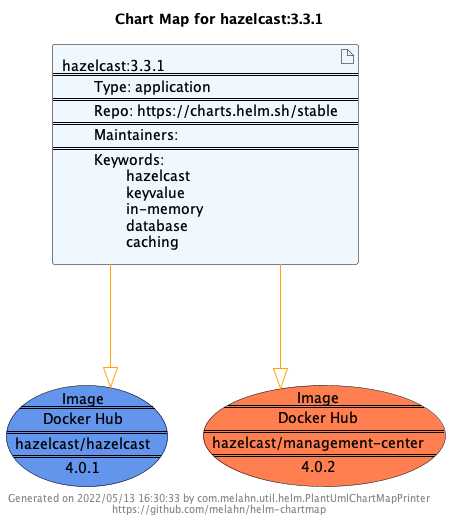 Chart Map for hazelcast:3.3.1
hazelcast:3.3.1
Type: application
Repo: https://charts.helm.sh/stable
Maintainers:
Keywords:
hazelcast
keyvalue
in-memory
database
caching
Image
Docker Hub
hazelcast/hazelcast
4.0.1
Image
Docker Hub
hazelcast/management-center
4.0.2
Generated on 2022/05/13 16:30:33 by com.melahn.util.helm.PlantUmlChartMapPrinter
https://github.com/melahn/helm-chartmap